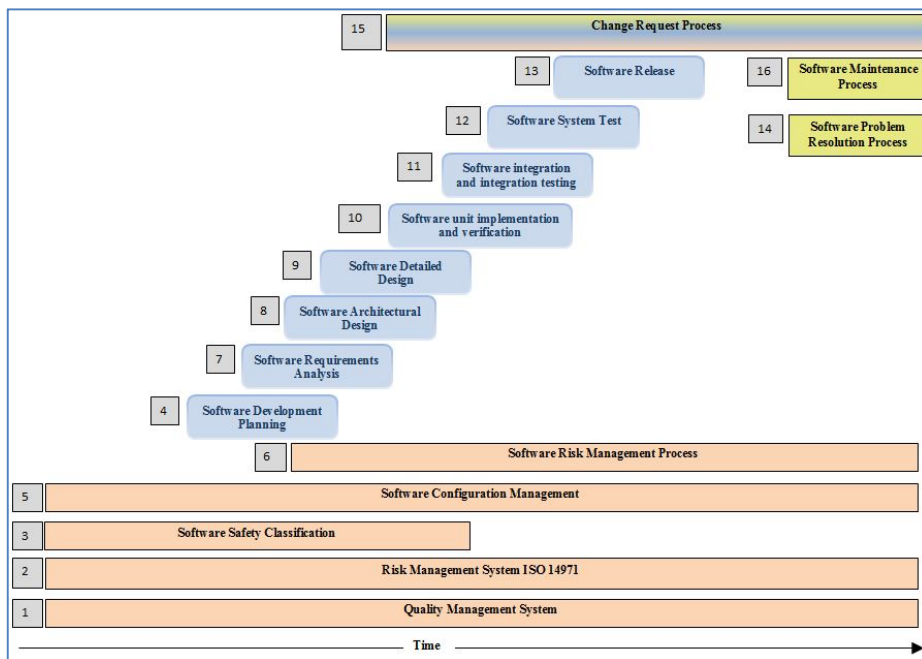 15
Change Request Process
13
Software Release
16
Software Maintenance
Process
12
Software System Test
14
Software Problem
Resolution Process
11
Software integration
and integration testing
10
Software unit implementation
and verification
9
Software Detailed
Design
8
Software Architectural
Design
7
Software Requirements
Analysis
4
Software Development
Planning
6
Software Risk Management Process
5
Software Configuration Management
3
Software Safety Classification
2
Risk Management System ISO 14971
1
Quality Management System
Time